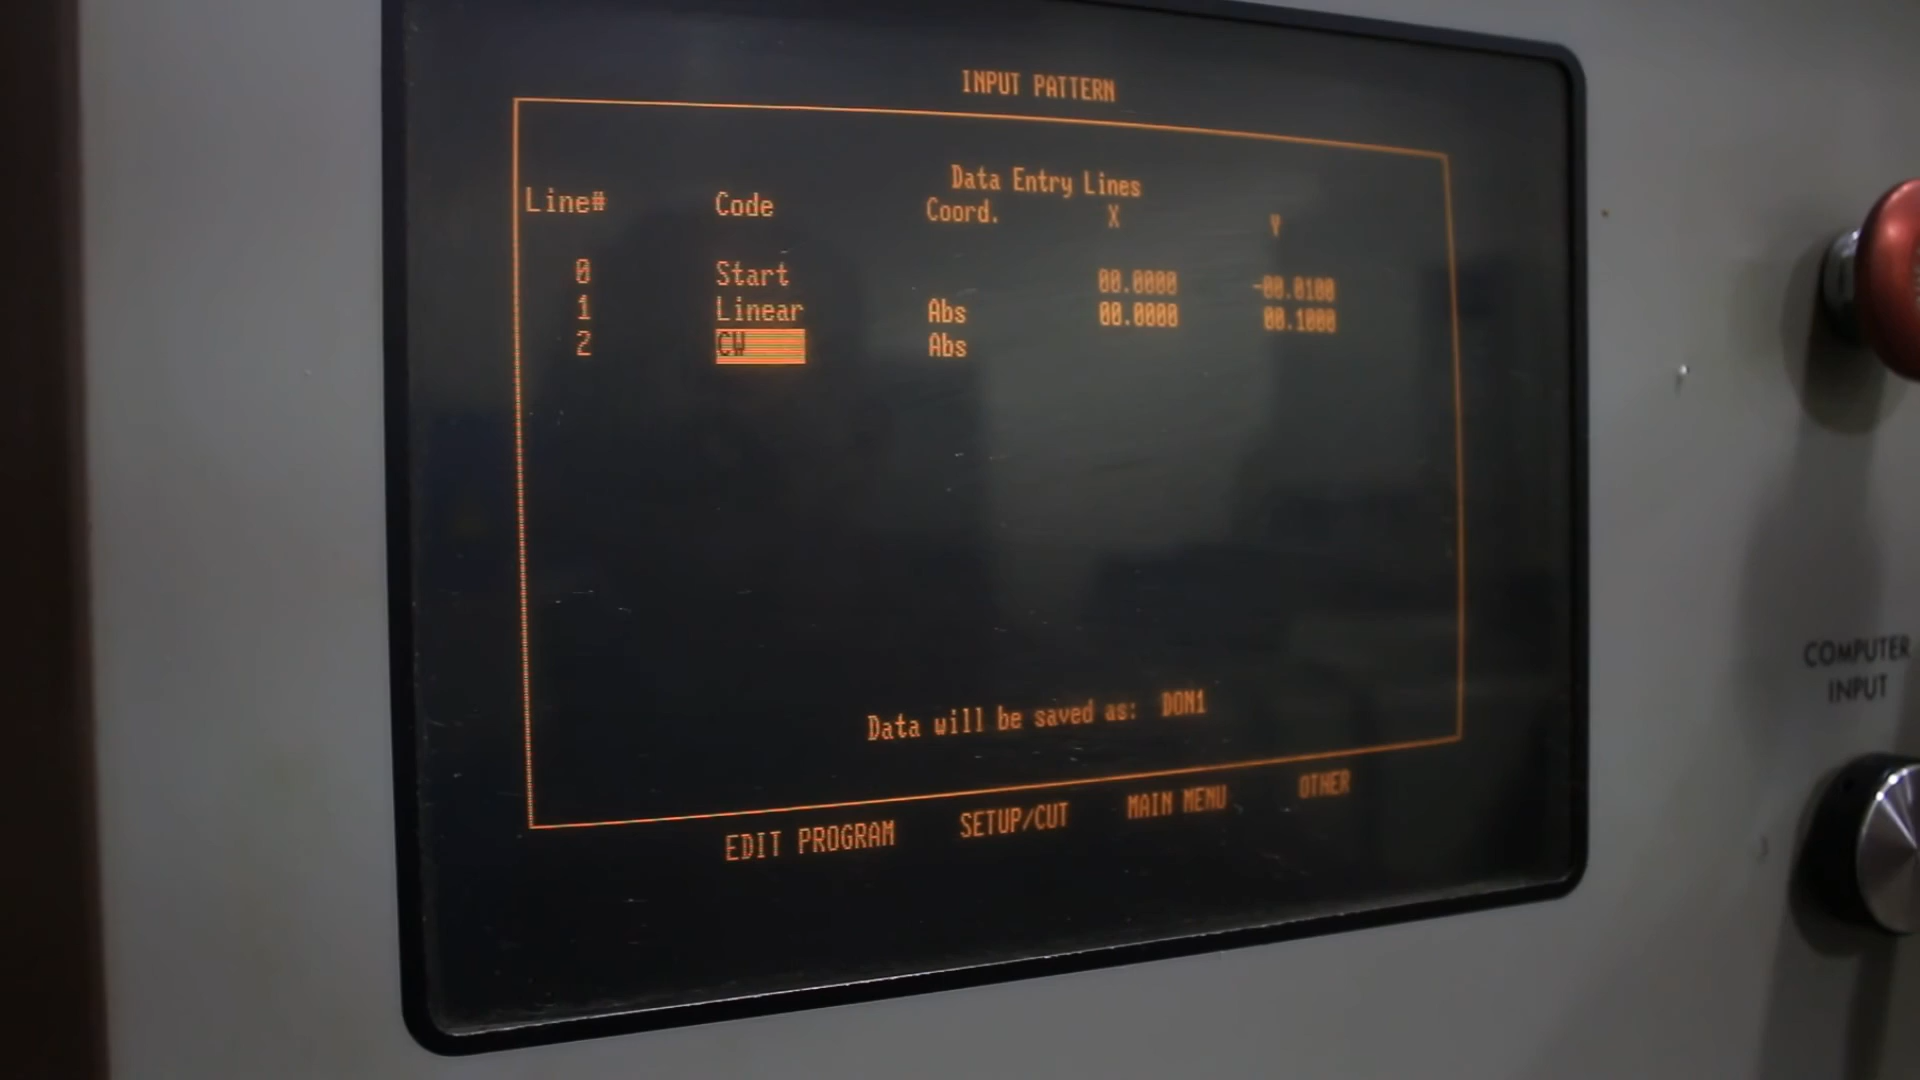 INPUT PATTERN
Data Entry Lines
Line# Code Coord. X Y
0 Start 00.0000 -00.0100
1 Linear Abs 00.0000 00.1000
2 CW Abs
Data will be saved as: DON1
EDIT PROGRAM SETUP/CUT MAIN MENU OTHER
COMPUTER
INPUT